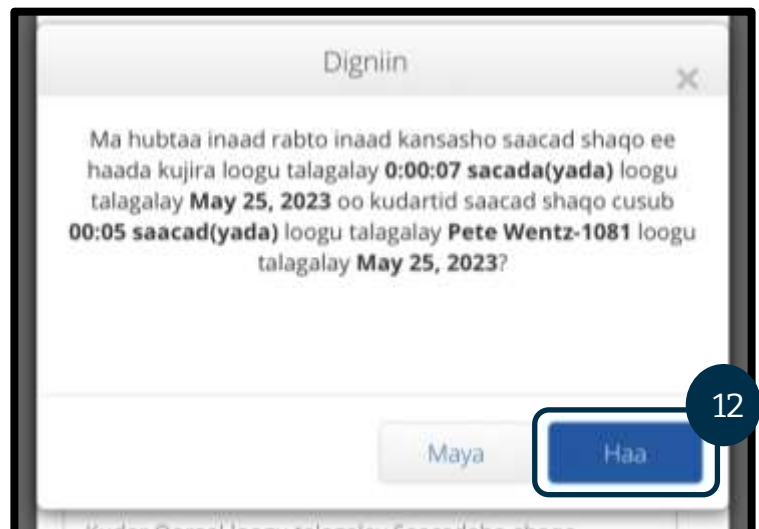 Digniin
×
Ma hubtaa inaad rabto inaad kansasho saacad shaqo ee
haada kujira loogu talagalay 0:00:07 sacada(yada) loogu
talagalay May 25, 2023 oo kudartid saacad shaqo cusub
00:05 saacad(yada) loogu talagalay Pete Wentz-1081 loogu
talagalay May 25, 2023?
12
Maya Haa
loogu talagalay